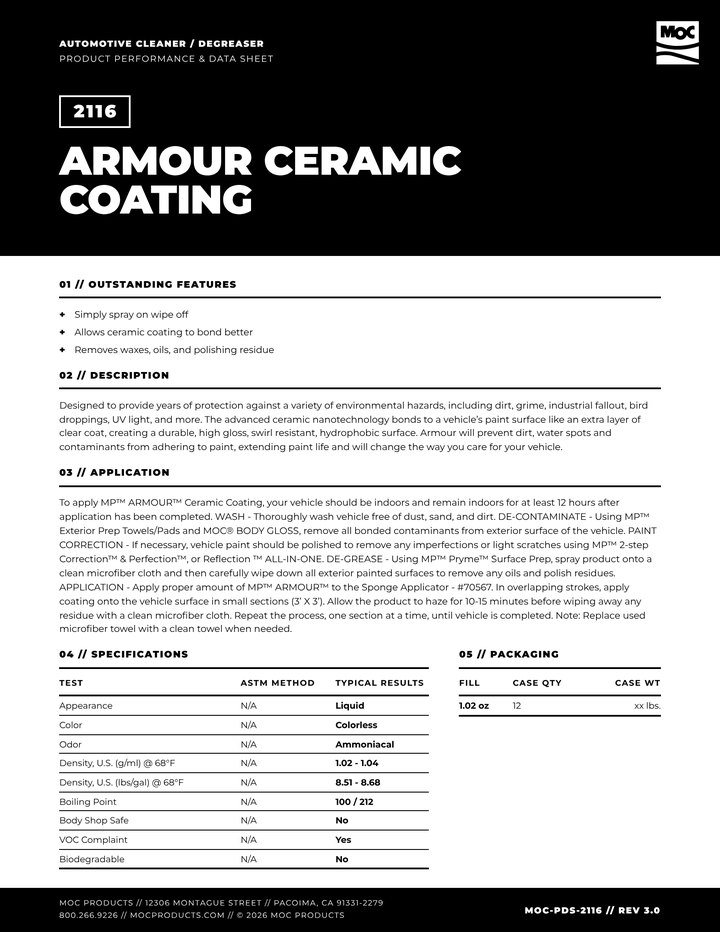 MOC
AUTOMOTIVE CLEANER / DEGREASER
PRODUCT PERFORMANCE & DATA SHEET
2116
ARMOUR CERAMIC
COATING
01 // OUTSTANDING FEATURES
+ Simply spray on wipe off
+ Allows ceramic coating to bond better
+ Removes waxes, oils, and polishing residue
02 // DESCRIPTION
Designed to provide years of protection against a variety of environmental hazards, including dirt, grime, industrial fallout, bird
droppings, UV light, and more. The advanced ceramic nanotechnology bonds to a vehicle's paint surface like an extra layer of
clear coat, creating a durable, high gloss, swirl resistant, hydrophobic surface. Armour will prevent dirt, water spots and
contaminants from adhering to paint, extending paint life and will change the way you care for your vehicle.
03 // APPLICATION
To apply MP™ ARMOUR™ Ceramic Coating, your vehicle should be indoors and remain indoors for at least 12 hours after
application has been completed. WASH - Thoroughly wash vehicle free of dust, sand, and dirt. DE-CONTAMINATE - Using MP™
Exterior Prep Towels/Pads and MOC® BODY GLOSS, remove all bonded contaminants from exterior surface of the vehicle. PAINT
CORRECTION - If necessary, vehicle paint should be polished to remove any imperfections or light scratches using MP™ 2-step
Correction™ & Perfection™, or Reflection ™ ALL-IN-ONE. DE-GREASE - Using MP™ Pryme™ Surface Prep, spray product onto a
clean microfiber cloth and then carefully wipe down all exterior painted surfaces to remove any oils and polish residues.
APPLICATION - Apply proper amount of MP™ ARMOUR™ to the Sponge Applicator - #70567. In overlapping strokes, apply
coating onto the vehicle surface in small sections (3' X 3'). Allow the product to haze for 10-15 minutes before wiping away any
residue with a clean microfiber cloth. Repeat the process, one section at a time, until vehicle is completed. Note: Replace used
microfiber towel with a clean towel when needed.
04 // SPECIFICATIONS
TEST ASTM METHOD TYPICAL RESULTS
Appearance N/A Liquid
Color N/A Colorless
Odor N/A Ammoniacal
Density, U.S. (g/ml) @ 68°F N/A 1.02 - 1.04
Density, U.S. (lbs/gal) @ 68°F N/A 8.51 - 8.68
Boiling Point N/A 100 / 212
Body Shop Safe N/A No
VOC Complaint N/A Yes
Biodegradable N/A No
05 // PACKAGING
FILL CASE QTY CASE WT
1.02 oz 12 xx lbs.
MOC PRODUCTS // 12306 MONTAGUE STREET // PACOIMA, CA 91331-2279
800.266.9226 // MOCPRODUCTS.COM // © 2026 MOC PRODUCTS
MOC-PDS-2116 // REV 3.0